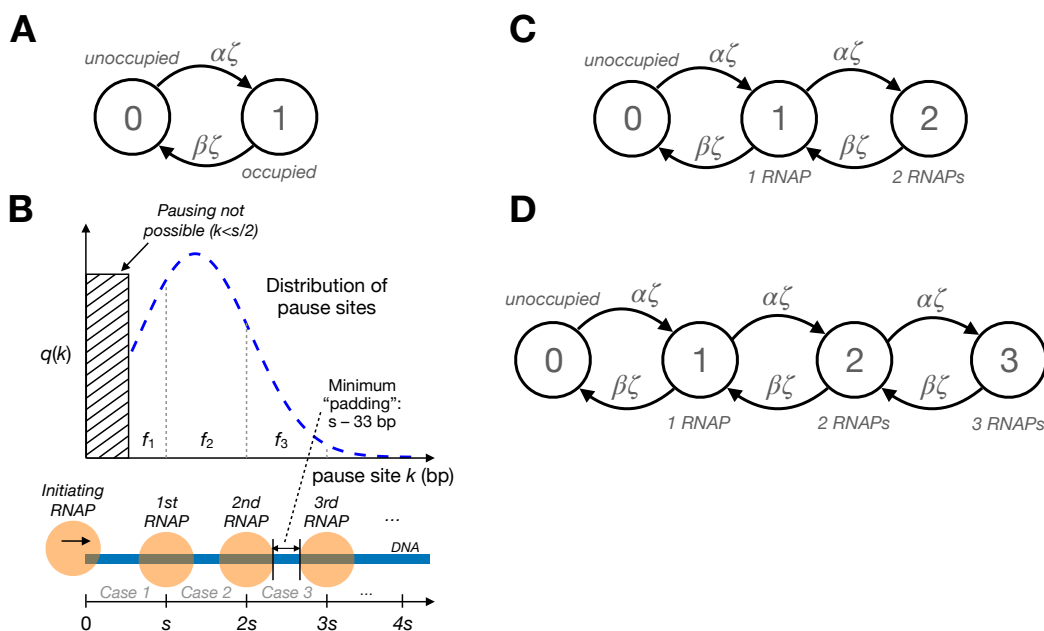 A
unoccupied
αζ
0
1
βζ
occupied
B
Pausing not
possible (k<s/2)
Distribution of
pause sites
q(k)
Minimum
“padding”:
s – 33 bp
f1
f2
f3
pause site k (bp)
Initiating
RNAP
1st
RNAP
2nd
RNAP
3rd
RNAP
...
DNA
Case 1
Case 2
Case 3
...
0
s
2s
3s
4s
C
unoccupied
αζ
αζ
0
1
2
βζ
βζ
1 RNAP
2 RNAPs
D
unoccupied
αζ
αζ
αζ
0
1
2
3
βζ
βζ
βζ
1 RNAP
2 RNAPs
3 RNAPs